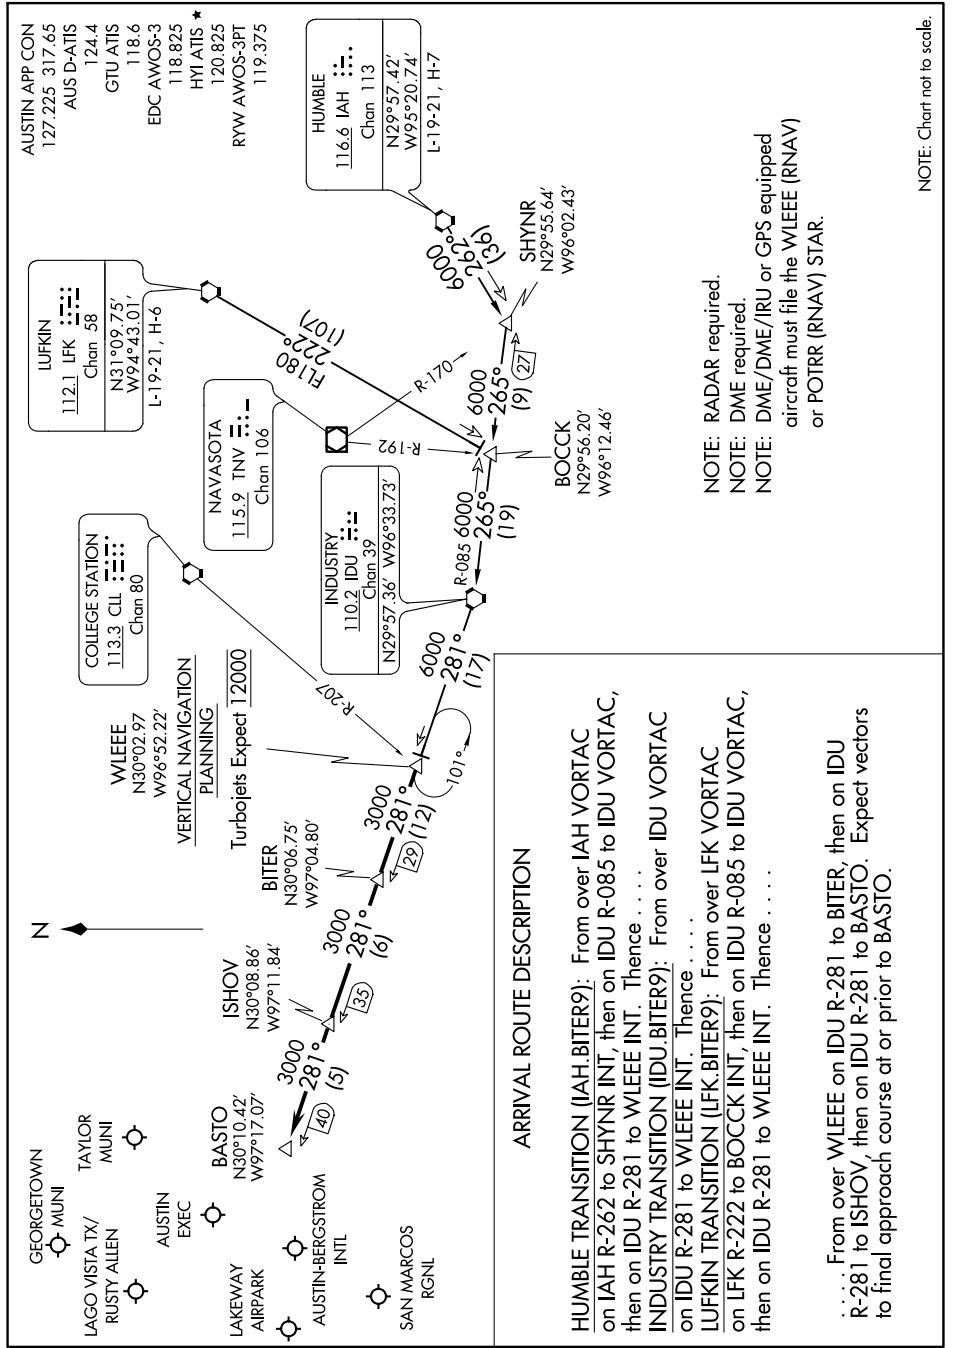 AUSTIN APP CON
127.225 317.65
AUS D-ATIS
124.4
GTU ATIS
118.6
EDC AWOS-3
118.825
HYI ATIS ★
120.825
RYW AWOS-3PT
119.375
HUMBLE
116.6 IAH
Chan 113
N29°57.42′
W95°20.74′
L-19-21, H-7
LUFKIN
112.1 LFK
Chan 58
N31°09.75′
W94°43.01′
L-19-21, H-6
NAVASOTA
115.9 TNV
Chan 106
COLLEGE STATION
113.3 CLL
Chan 80
INDUSTRY
110.2 IDU
Chan 39
N29°57.36′ W96°33.73′
6000
262°
(36)
SHYNR
N29°55.64′
W96°02.43′
FL180
222°
(107)
R-170
R-192
6000
265°
(9)
27
BOCCK
N29°56.20′
W96°12.46′
R-085
6000
265°
(19)
R-207
6000
281°
(17)
101°
WLEEE
N30°02.97
W96°52.22′
VERTICAL NAVIGATION
PLANNING
Turbojets Expect 12000
3000
281°
(12)
29
BITER
N30°06.75′
W97°04.80′
3000
281°
(6)
35
ISHOV
N30°08.86′
W97°11.84′
3000
281°
(5)
40
BASTO
N30°10.42′
W97°17.07′
N
GEORGETOWN
MUNI
TAYLOR
MUNI
LAGO VISTA TX/
RUSTY ALLEN
AUSTIN
EXEC
LAKEWAY
AIRPARK
AUSTIN-BERGSTROM
INTL
SAN MARCOS
RGNL
NOTE: RADAR required.
NOTE: DME required.
NOTE: DME/DME/IRU or GPS equipped
aircraft must file the WLEEE (RNAV)
or POTRR (RNAV) STAR.
NOTE: Chart not to scale.
ARRIVAL ROUTE DESCRIPTION
HUMBLE TRANSITION (IAH.BITER9): From over IAH VORTAC
on IAH R-262 to SHYNR INT, then on IDU R-085 to IDU VORTAC,
then on IDU R-281 to WLEEE INT. Thence . . . .
INDUSTRY TRANSITION (IDU.BITER9): From over IDU VORTAC
on IDU R-281 to WLEEE INT. Thence . . . .
LUFKIN TRANSITION (LFK.BITER9): From over LFK VORTAC
on LFK R-222 to BOCCK INT, then on IDU R-085 to IDU VORTAC,
then on IDU R-281 to WLEEE INT. Thence . . . .
. . . . From over WLEEE on IDU R-281 to BITER, then on IDU
R-281 to ISHOV, then on IDU R-281 to BASTO. Expect vectors
to final approach course at or prior to BASTO.